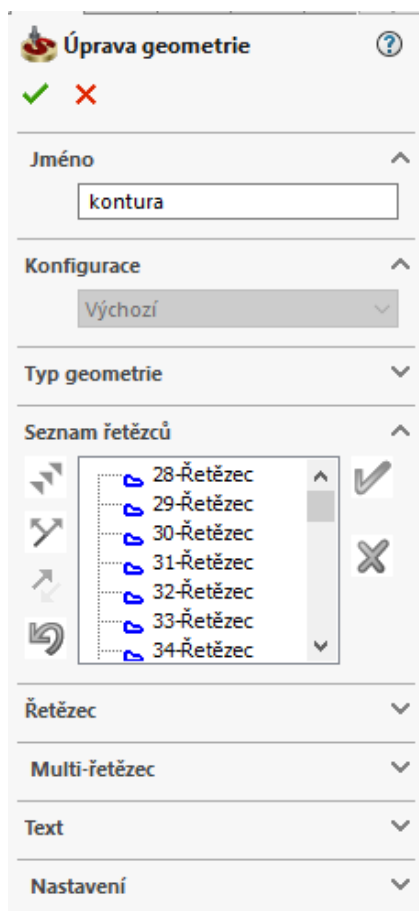 Úprava geometrie
Jméno
kontura
Konfigurace
Výchozí
Typ geometrie
Seznam řetězců
28-Řetězec
29-Řetězec
30-Řetězec
31-Řetězec
32-Řetězec
33-Řetězec
34-Řetězec
Řetězec
Multi-řetězec
Text
Nastavení